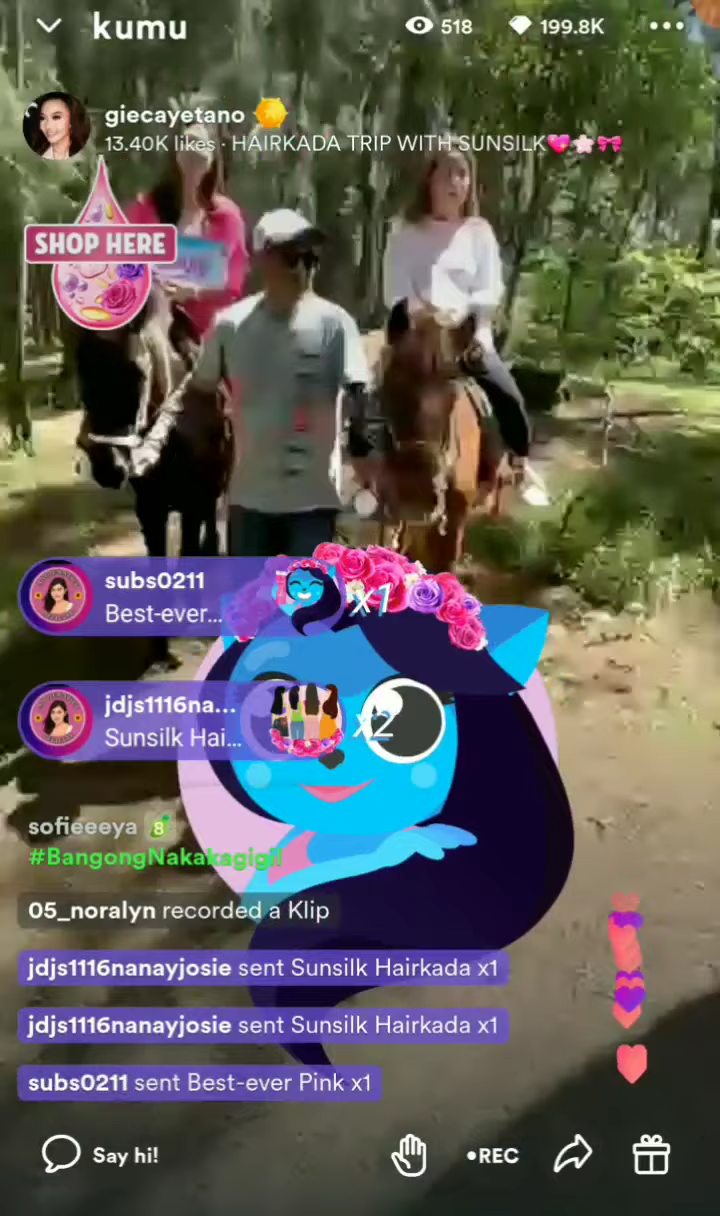 kumu
518
199.8K
giecayetano
13.40K likes · HAIRKADA TRIP WITH SUNSILK
SHOP HERE
subs0211
Best-ever...
x1
jdjs1116na...
Sunsilk Hai...
x2
sofieeeya 8
#BangongNakakagigil
05_noralyn recorded a Klip
jdjs1116nanayjosie sent Sunsilk Hairkada x1
jdjs1116nanayjosie sent Sunsilk Hairkada x1
subs0211 sent Best-ever Pink x1
Say hi!
•REC